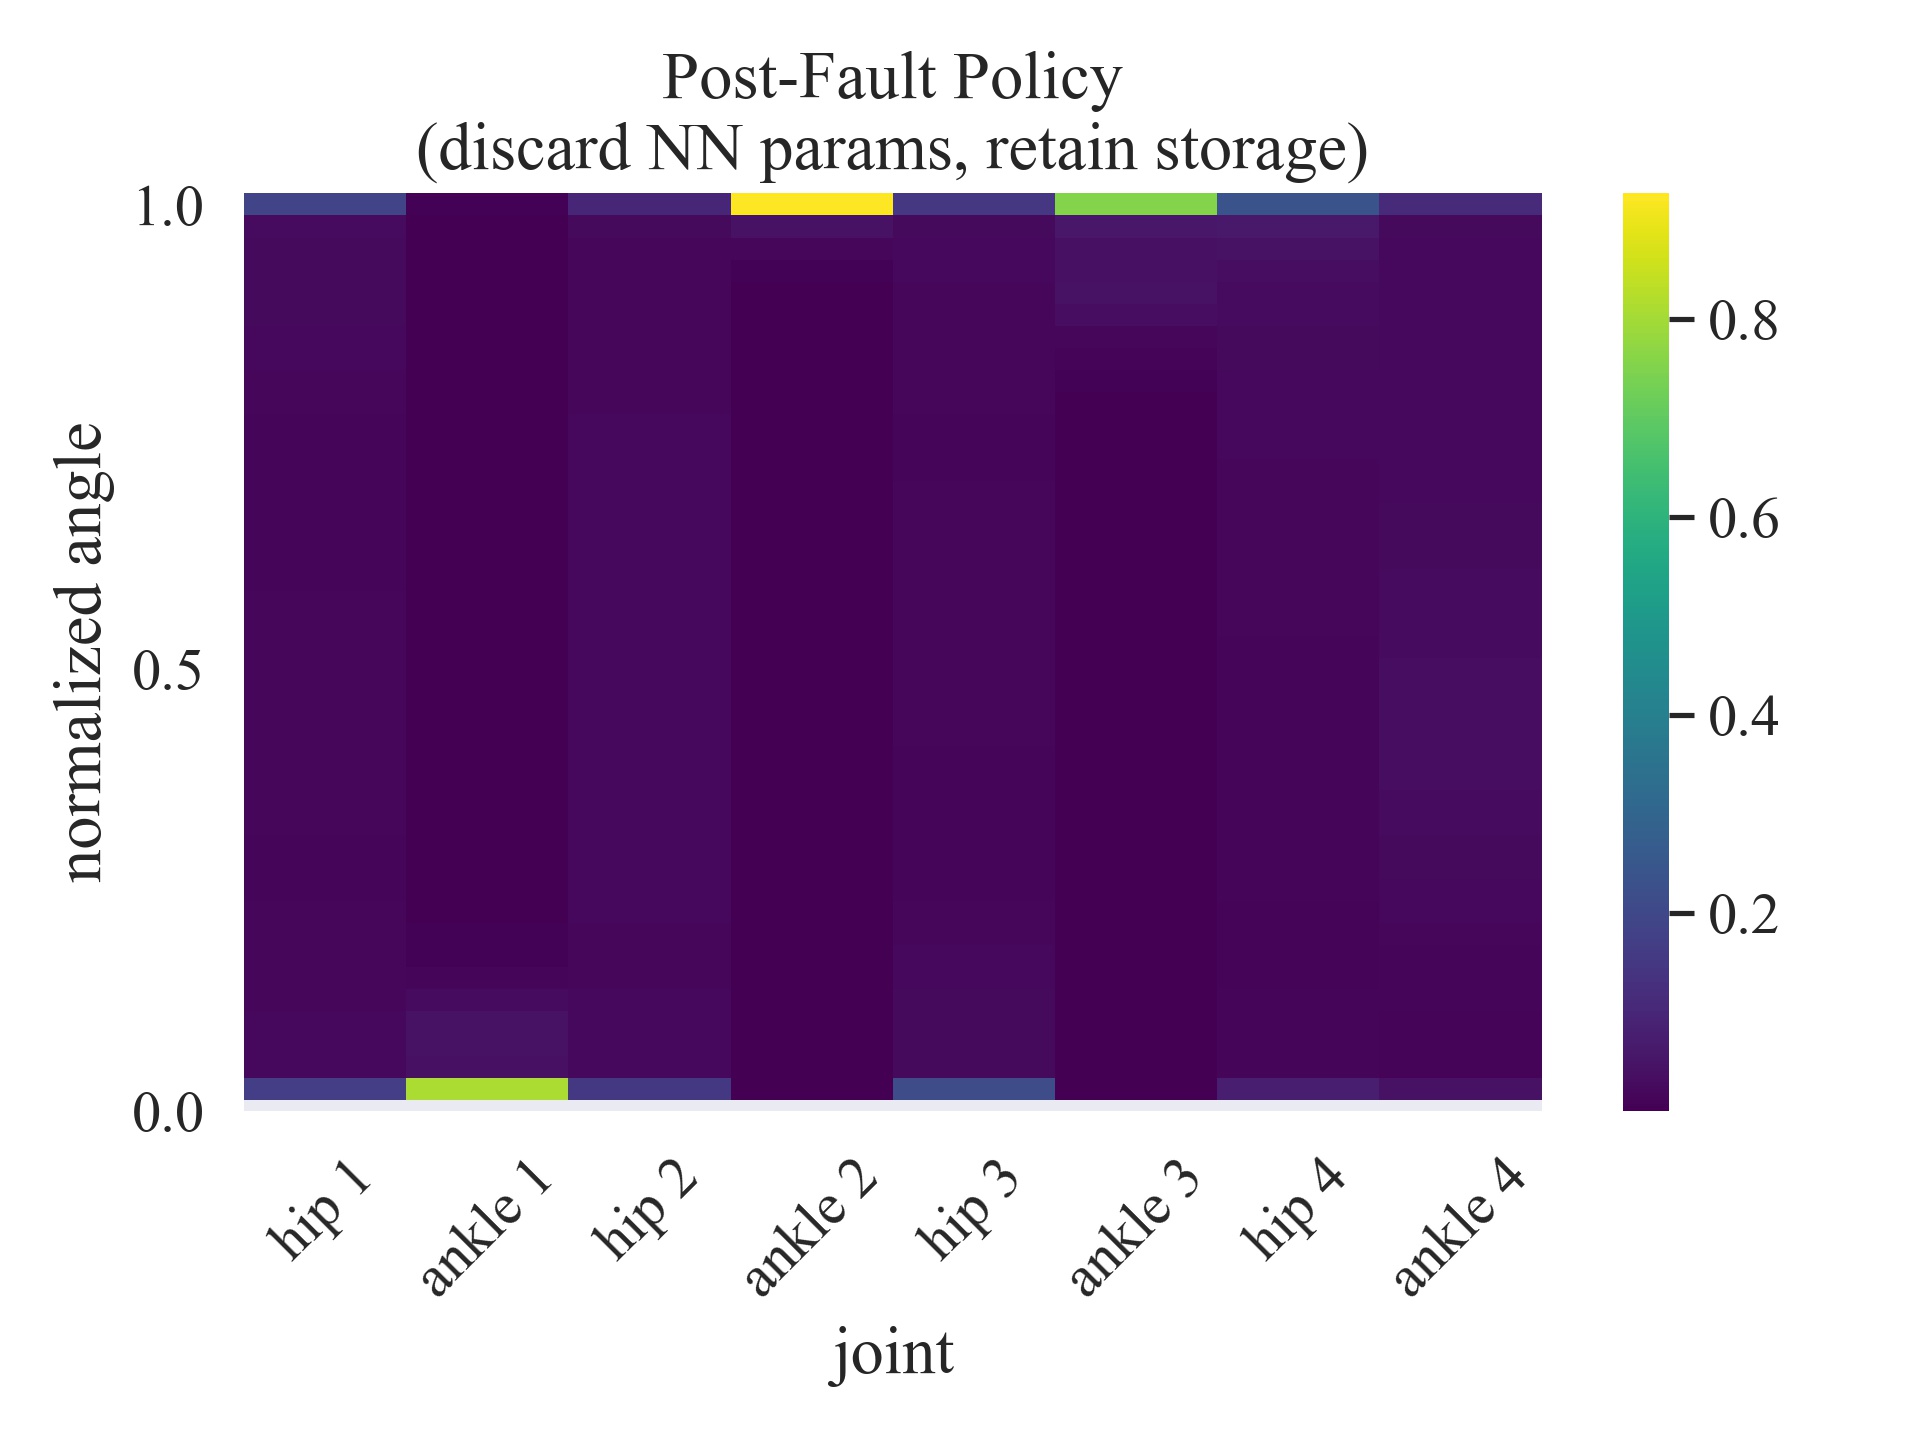 Post-Fault Policy
(discard NN params, retain storage)
1.0
0.5
0.0
normalized angle
hip 1
ankle 1
hip 2
ankle 2
hip 3
ankle 3
hip 4
ankle 4
joint
0.8
0.6
0.4
0.2